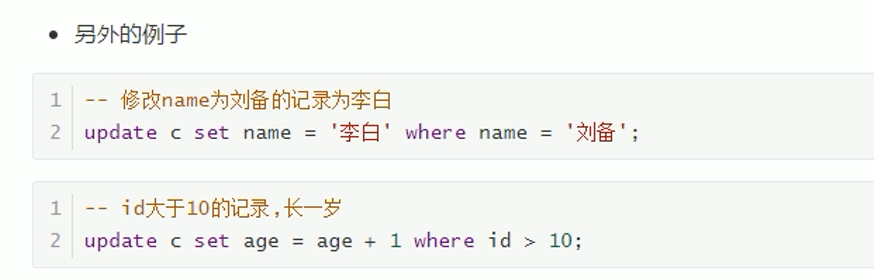 • 另外的例子
1 -- 修改name为刘备的记录为李白
2 update c set name = '李白' where name = '刘备';
1 -- id大于10的记录,长一岁
2 update c set age = age + 1 where id > 10;